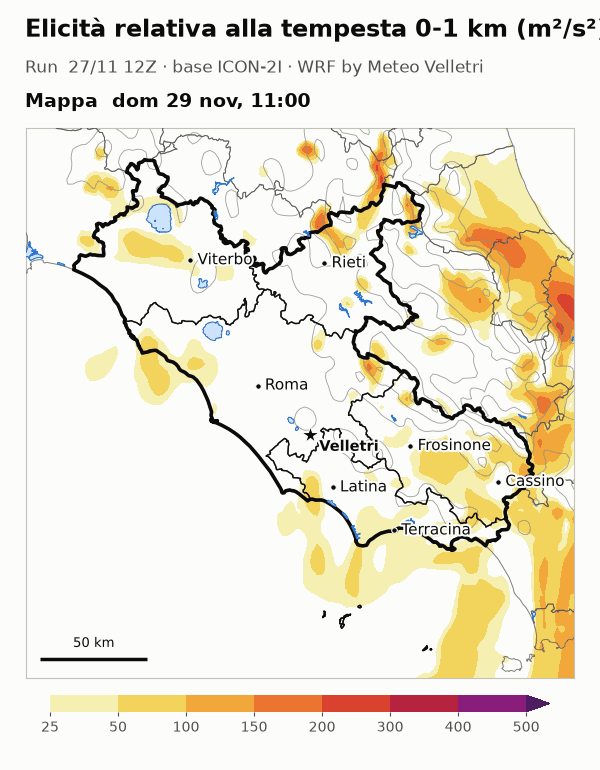 Elicità relativa alla tempesta 0-1 km (m²/s²)
Run 27/11 12Z · base ICON-2I · WRF by Meteo Velletri
Mappa dom 29 nov, 11:00
Viterbo
Rieti
Roma
Velletri
Frosinone
Cassino
Latina
Terracina
50 km
25 50 100 150 200 300 400 500